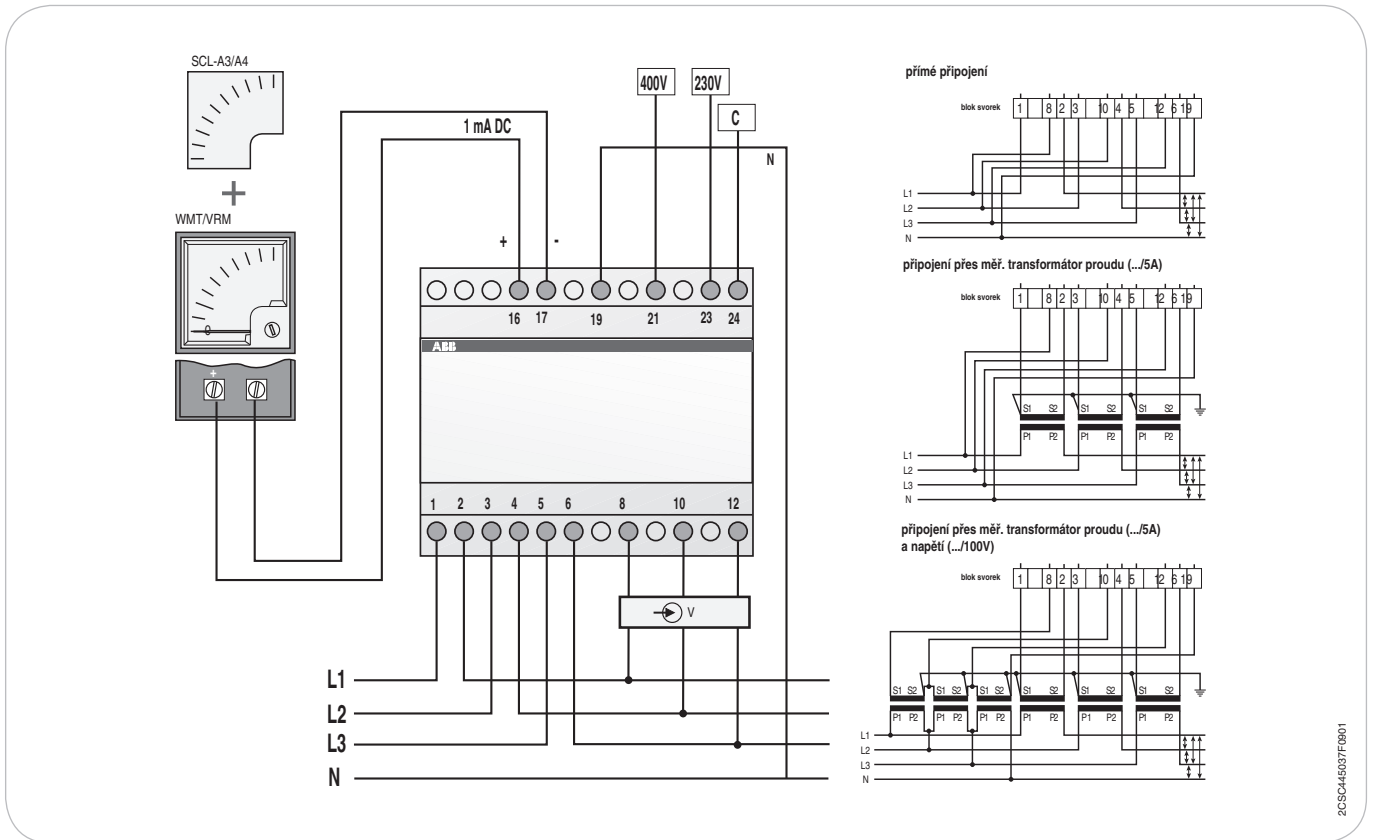 SCL-A3/A4
WMT/VRM
0
+
400V
230V
C
1 mA DC
N
+ -
16 17 19 21 23 24
ABB
1 2 3 4 5 6 8 10 12
V
L1
L2
L3
N
přímé připojení
blok svorek 1 8 2 3 10 4 5 12 6 19
L1
L2
L3
N
připojení přes měř. transformátor proudu (.../5A)
blok svorek 1 8 2 3 10 4 5 12 6 19
S1 S2 S1 S2 S1 S2
P1 P2 P1 P2 P1 P2
L1
L2
L3
N
připojení přes měř. transformátor proudu (.../5A)
a napětí (.../100V)
blok svorek 1 8 2 3 10 4 5 12 6 19
S1 S2 S1 S2 S1 S2 S1 S2 S1 S2 S1 S2
P1 P2 P1 P2 P1 P2 P1 P2 P1 P2 P1 P2
L1
L2
L3
N
2CSC445037F0901